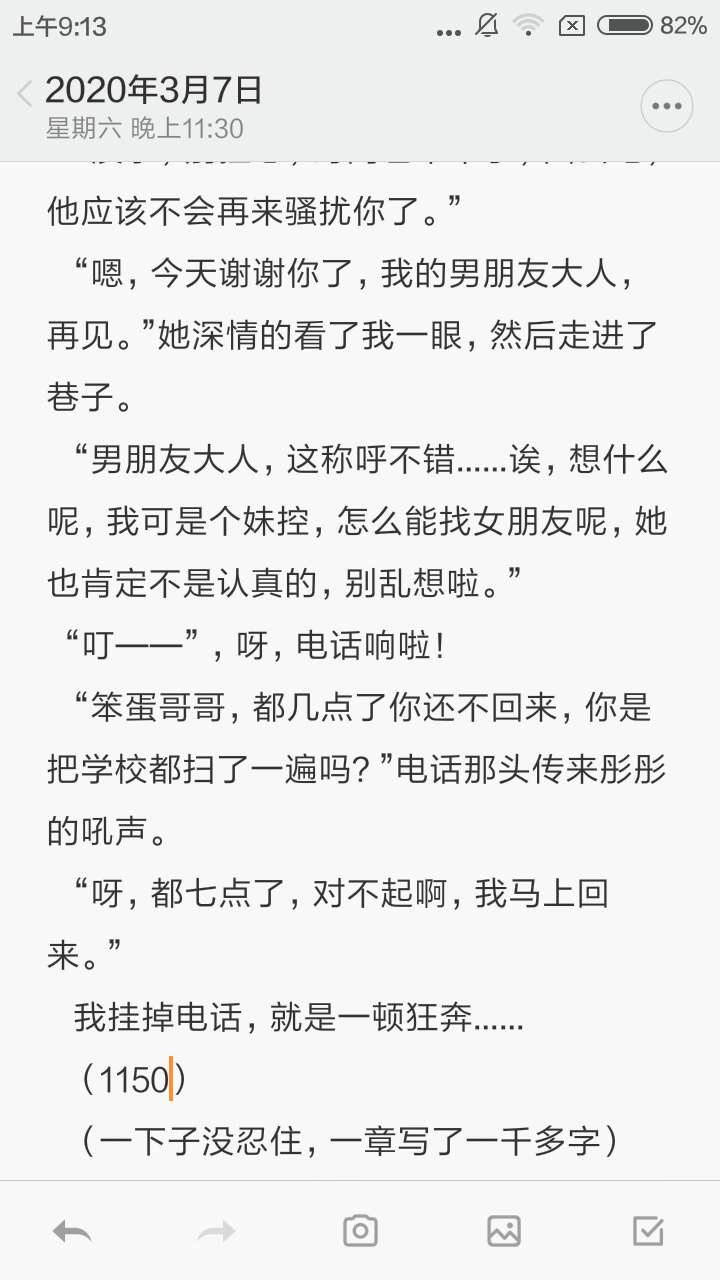 上午9:13
82%
2020年3月7日
星期六 晚上11:30
他应该不会再来骚扰你了。”
“嗯，今天谢谢你了，我的男朋友大人，
再见。”她深情的看了我一眼，然后走进了
巷子。
“男朋友大人，这称呼不错……诶，想什么
呢，我可是个妹控，怎么能找女朋友呢，她
也肯定不是认真的，别乱想啦。”
“叮——”，呀，电话响啦！
“笨蛋哥哥，都几点了你还不回来，你是
把学校都扫了一遍吗？”电话那头传来彤彤
的吼声。
“呀，都七点了，对不起啊，我马上回
来。”
我挂掉电话，就是一顿狂奔……
（1150）
（一下子没忍住，一章写了一千多字）